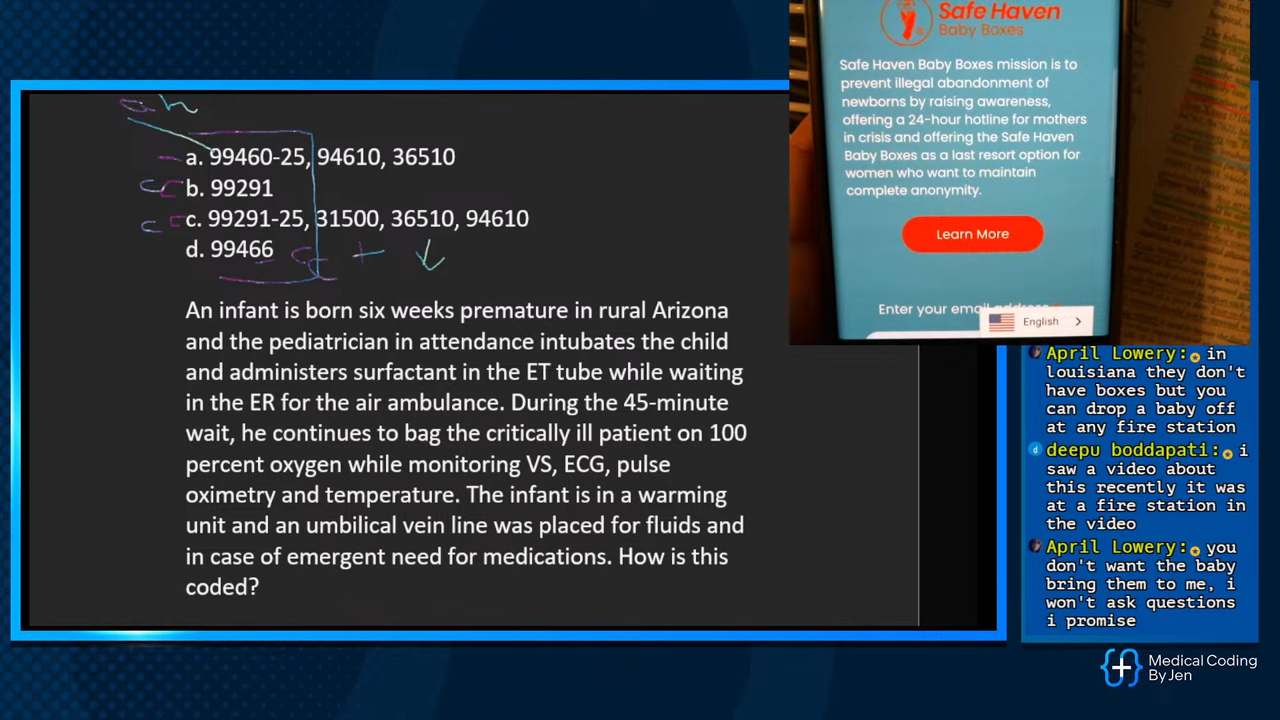 a. 99460-25, 94610, 36510
b. 99291
c. 99291-25, 31500, 36510, 94610
d. 99466
An infant is born six weeks premature in rural Arizona
and the pediatrician in attendance intubates the child
and administers surfactant in the ET tube while waiting
in the ER for the air ambulance. During the 45-minute
wait, he continues to bag the critically ill patient on 100
percent oxygen while monitoring VS, ECG, pulse
oximetry and temperature. The infant is in a warming
unit and an umbilical vein line was placed for fluids and
in case of emergent need for medications. How is this
coded?
Safe Haven
Baby Boxes
Safe Haven Baby Boxes mission is to
prevent illegal abandonment of
newborns by raising awareness,
offering a 24-hour hotline for mothers
in crisis and offering the Safe Haven
Baby Boxes as a last resort option for
women who want to maintain
complete anonymity.
Learn More
Enter your email address
English
April Lowery: in
louisiana they don't
have boxes but you
can drop a baby off
at any fire station
d deepu boddapati: i
saw a video about
this recently it was
at a fire station in
the video
April Lowery: you
don't want the baby
bring them to me, i
won't ask questions
i promise
Medical Coding
By Jen